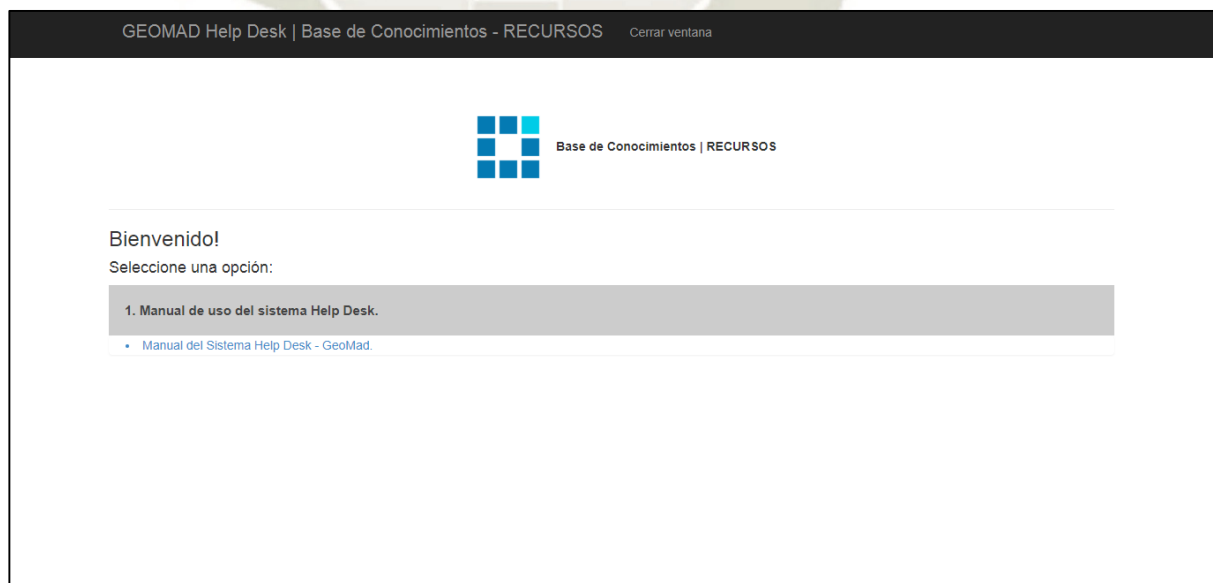 GEOMAD Help Desk | Base de Conocimientos - RECURSOS Cerrar ventana
Base de Conocimientos | RECURSOS
Bienvenido!
Seleccione una opción:
1. Manual de uso del sistema Help Desk.
• Manual del Sistema Help Desk - GeoMad.